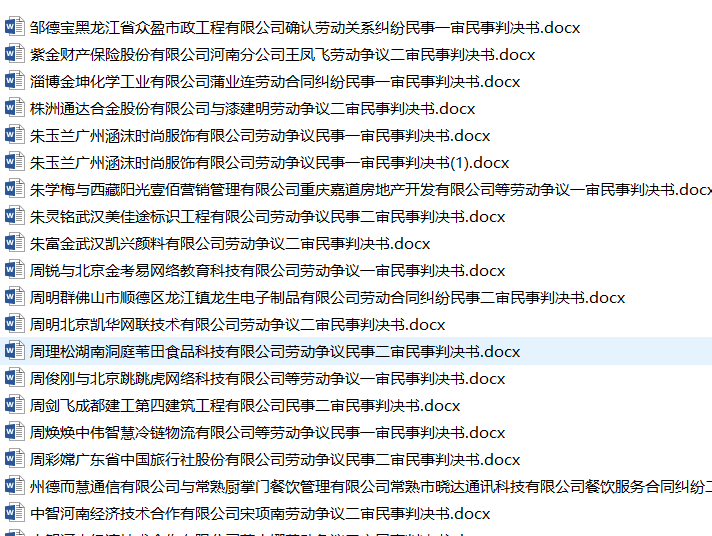 邹德宝黑龙江省众盈市政工程有限公司确认劳动关系纠纷民事一审民事判决书.docx
紫金财产保险股份有限公司河南分公司王凤飞劳动争议二审民事判决书.docx
淄博金坤化学工业有限公司蒲业连劳动合同纠纷民事一审民事判决书.docx
株洲通达合金股份有限公司与漆建明劳动争议二审民事判决书.docx
朱玉兰广州涵沫时尚服饰有限公司劳动争议民事一审民事判决书.docx
朱玉兰广州涵沫时尚服饰有限公司劳动争议民事一审民事判决书(1).docx
朱学梅与西藏阳光壹佰营销管理有限公司重庆嘉道房地产开发有限公司等劳动争议一审民事判决书.docx
朱灵铭武汉美佳途标识工程有限公司劳动争议民事二审民事判决书.docx
朱富金武汉凯兴颜料有限公司劳动争议二审民事判决书.docx
周锐与北京金考易网络教育科技有限公司劳动争议一审民事判决书.docx
周明群佛山市顺德区龙江镇龙生电子制品有限公司劳动合同纠纷民事二审民事判决书.docx
周明北京凯华网联技术有限公司劳动争议二审民事判决书.docx
周理松湖南洞庭苇田食品科技有限公司劳动争议民事二审民事判决书.docx
周俊刚与北京跳跳虎网络科技有限公司等劳动争议一审民事判决书.docx
周剑飞成都建工第四建筑工程有限公司民事二审民事判决书.docx
周焕焕中伟智慧冷链物流有限公司等劳动争议民事一审民事判决书.docx
周彩嫦广东省中国旅行社股份有限公司劳动争议民事二审民事判决书.docx
州德而慧通信有限公司与常熟厨掌门餐饮管理有限公司常熟市晓达通讯科技有限公司餐饮服务合同纠纷二
中智河南经济技术合作有限公司宋项南劳动争议二审民事判决书.docx